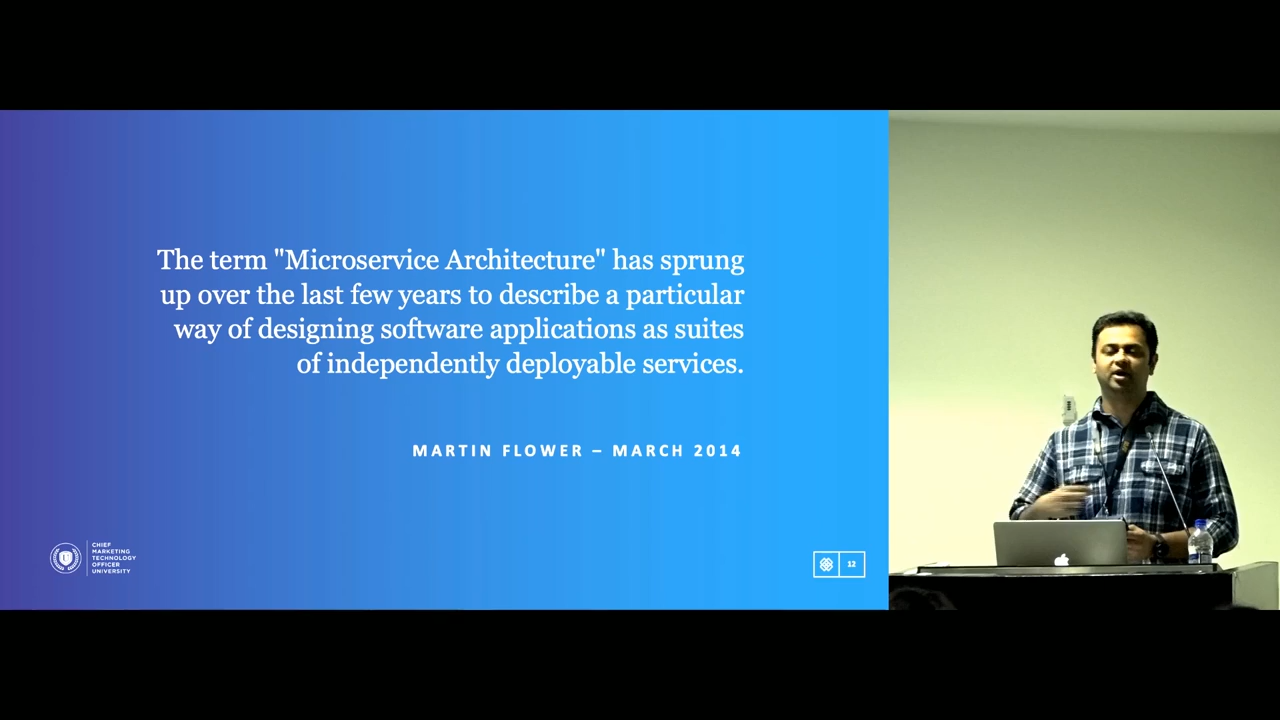 The term "Microservice Architecture" has sprung
up over the last few years to describe a particular
way of designing software applications as suites
of independently deployable services.
MARTIN FLOWER – MARCH 2014
CHIEF
MARKETING
TECHNOLOGY
OFFICER
UNIVERSITY
12